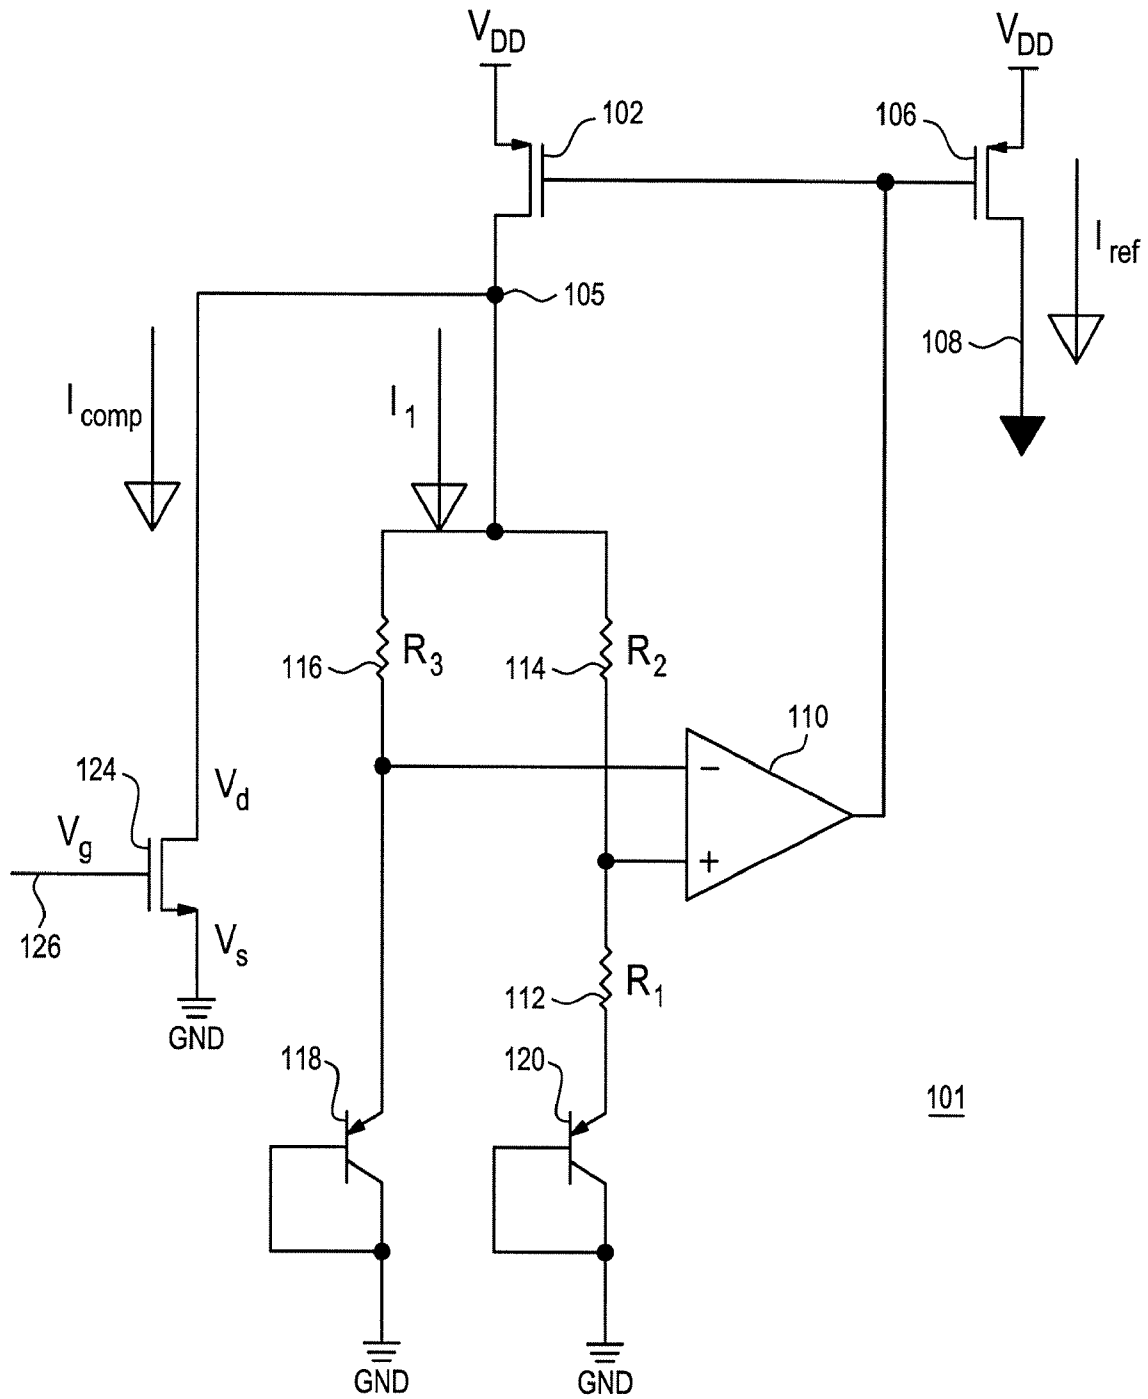 VDD
VDD
102
106
105
Iref
108
Icomp
I1
116
R3
114
R2
110
124
Vd
Vg
−
+
126
Vs
GND
112
R1
118
120
101
GND
GND